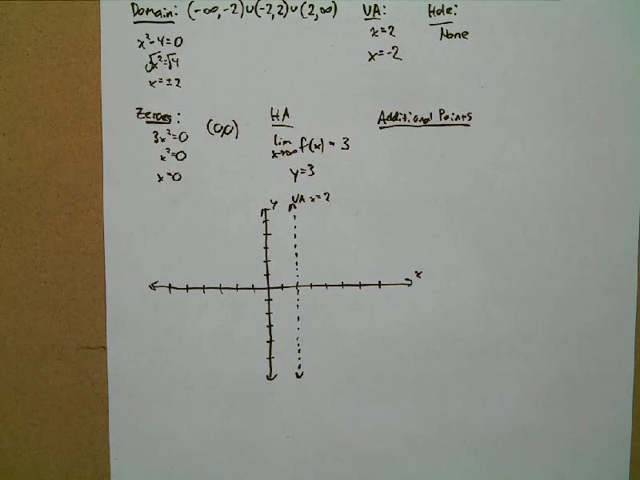 Domain: (-∞,-2)∪(-2,2)∪(2,∞)
x²-4=0
√x²=√4
x=±2
VA:
x=2
x=-2
Hole:
None
Zeroes:
3x²=0
x²=0
x=0
(0,0)
HA
lim f(x) = 3
x→∞
y=3
Additional Points
y
VA x=2
x